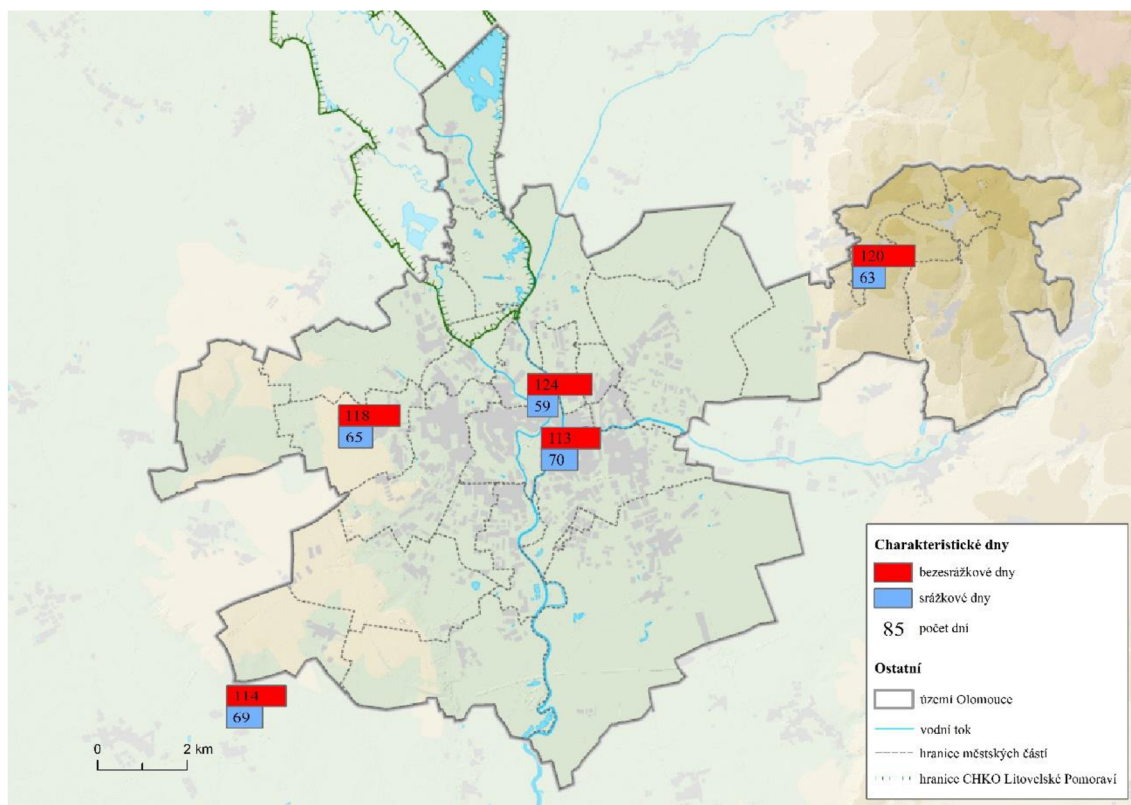 120
63
124
59
118
65
113
70
114
69
0 2 km
Charakteristické dny
bezesrážkové dny
srážkové dny
85 počet dní
Ostatní
území Olomouce
vodní tok
hranice městských částí
hranice CHKO Litovelské Pomoraví